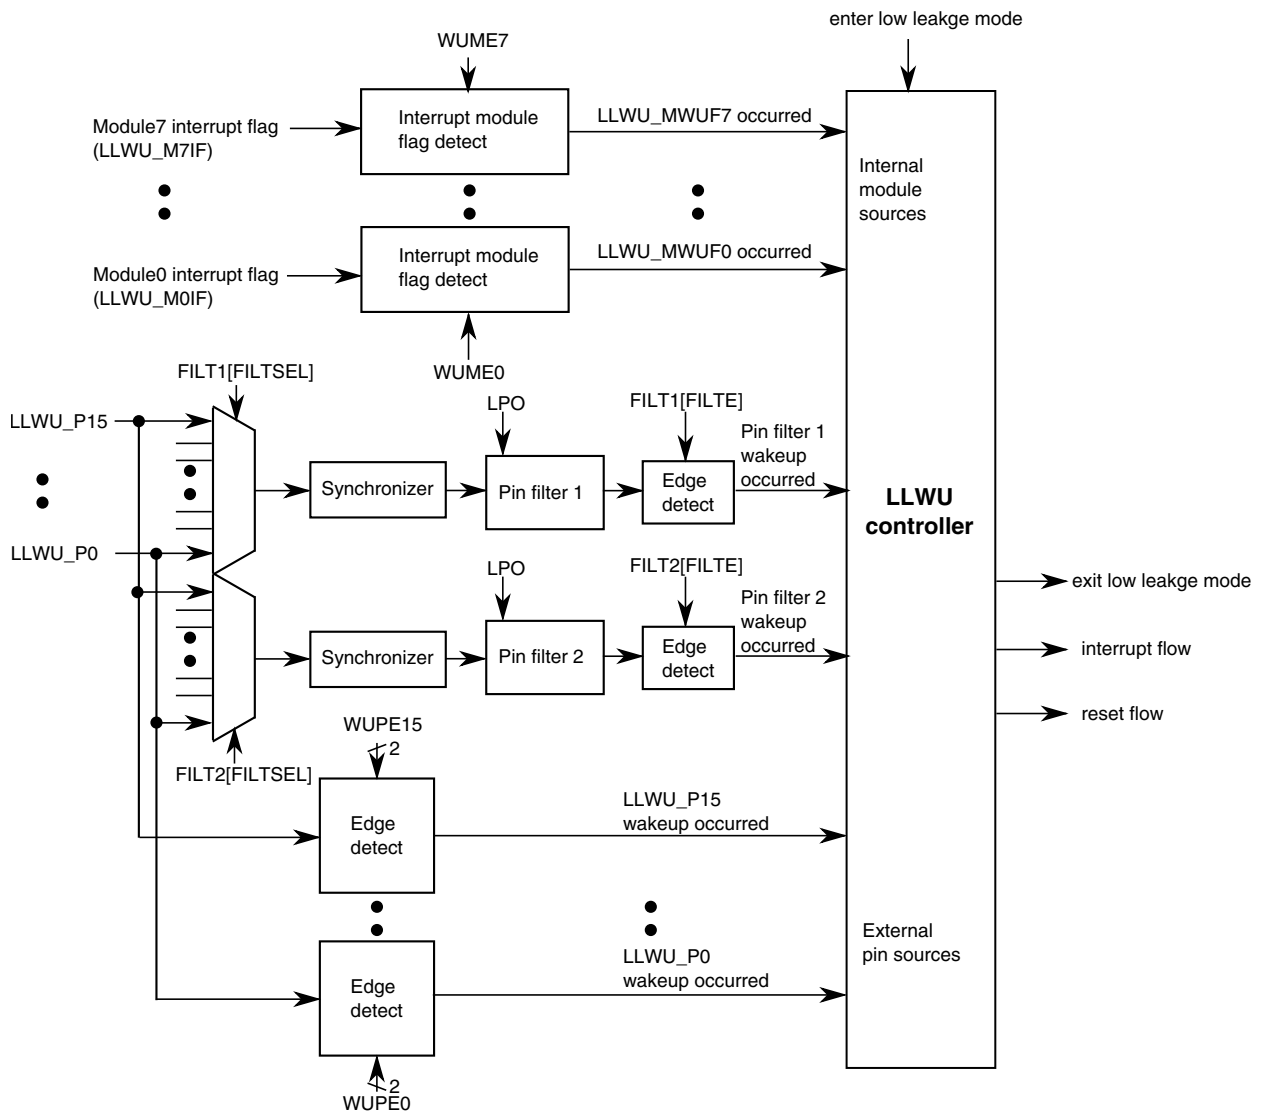 enter low leakge mode
WUME7
Module7 interrupt flag
(LLWU_M7IF)
Interrupt module
flag detect
LLWU_MWUF7 occurred
Internal
module
sources
Module0 interrupt flag
(LLWU_M0IF)
Interrupt module
flag detect
LLWU_MWUF0 occurred
WUME0
FILT1[FILTSEL]
LLWU_P15
LLWU_P0
Synchronizer
LPO
Pin filter 1
FILT1[FILTE]
Edge
detect
Pin filter 1
wakeup
occurred
LLWU
controller
Synchronizer
LPO
Pin filter 2
FILT2[FILTE]
Edge
detect
Pin filter 2
wakeup
occurred
exit low leakge mode
interrupt flow
reset flow
FILT2[FILTSEL]
WUPE15
2
Edge
detect
LLWU_P15
wakeup occurred
External
pin sources
Edge
detect
LLWU_P0
wakeup occurred
2
WUPE0